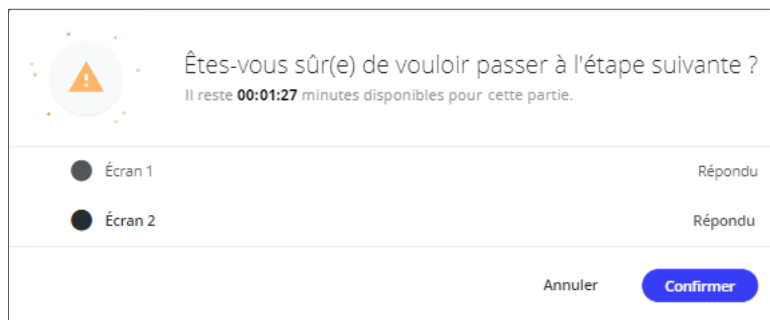 Êtes-vous sûr(e) de vouloir passer à l'étape suivante ?
Il reste 00:01:27 minutes disponibles pour cette partie.
Écran 1 Répondu
Écran 2 Répondu
Annuler Confirmer